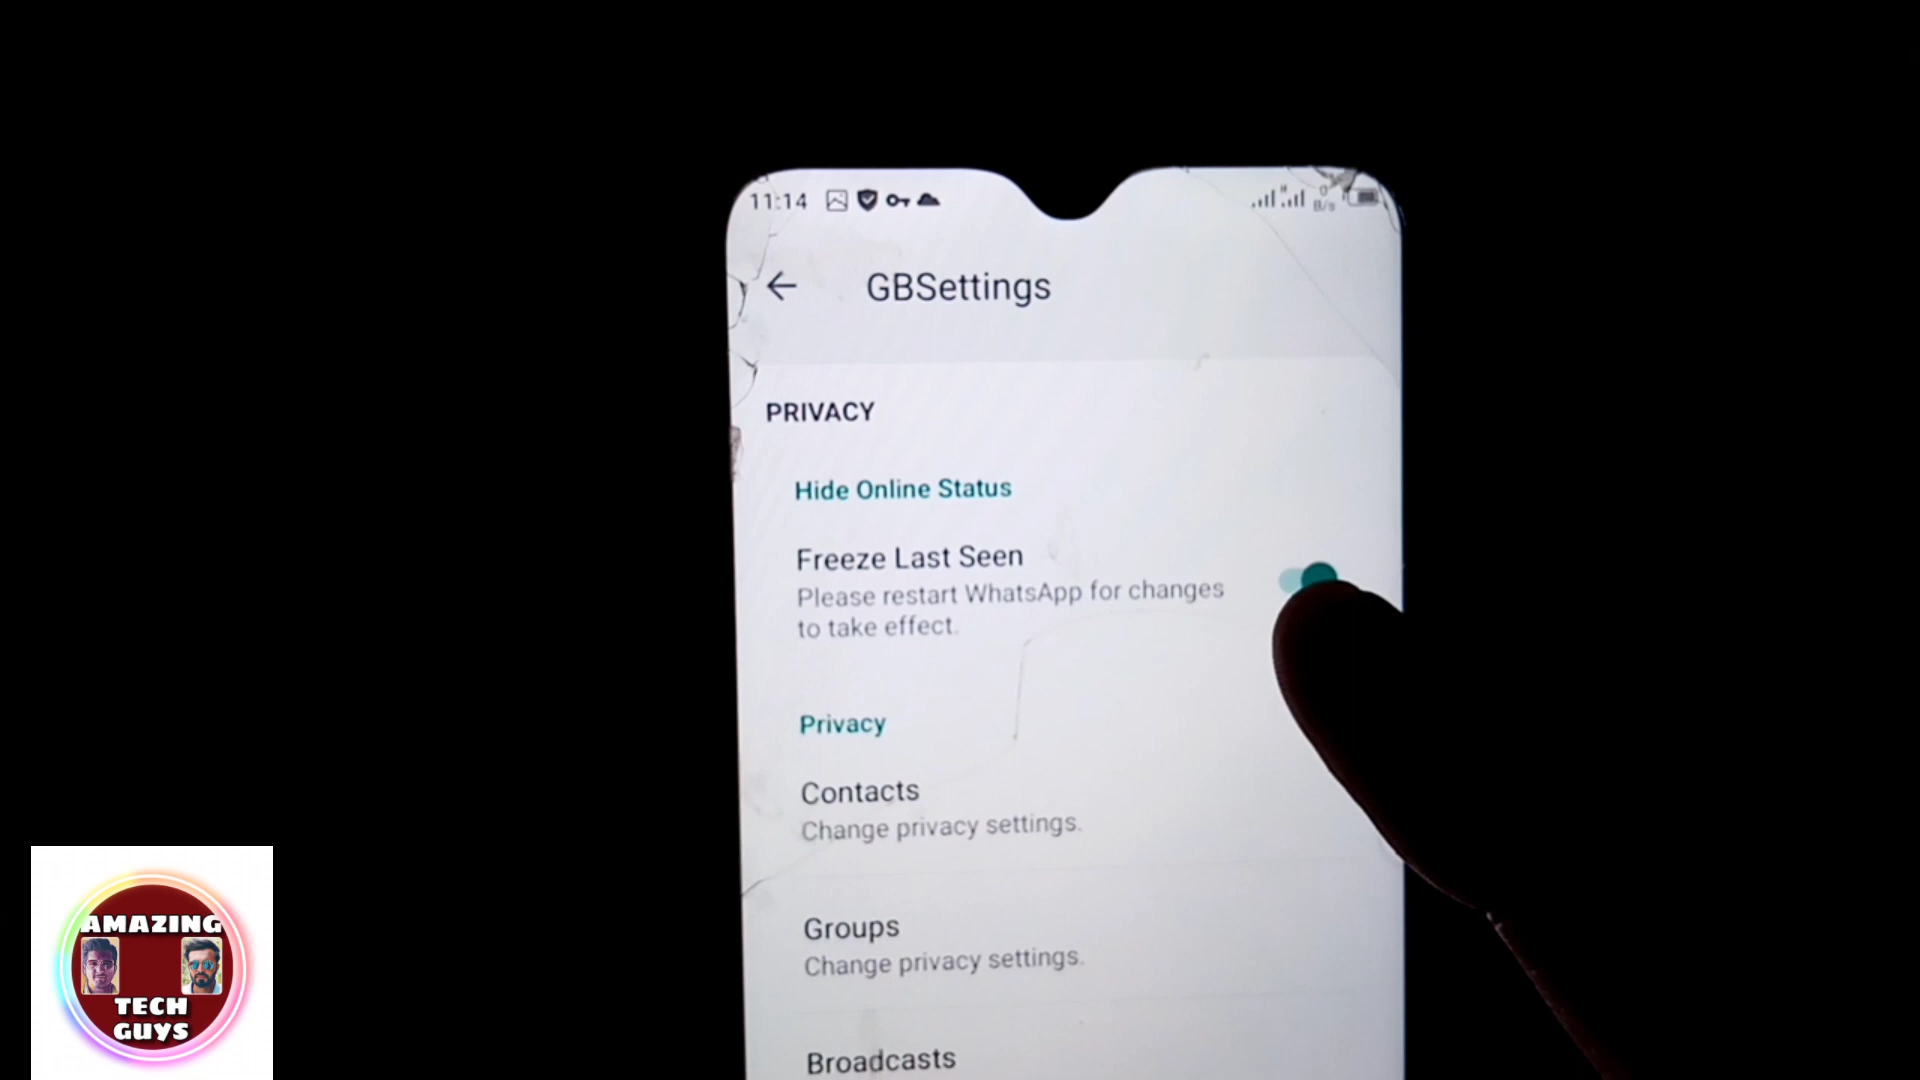 11:14
0
B/s
GBSettings
PRIVACY
Hide Online Status
Freeze Last Seen
Please restart WhatsApp for changes
to take effect.
Privacy
Contacts
Change privacy settings.
Groups
Change privacy settings.
Broadcasts
AMAZING
TECH
GUYS